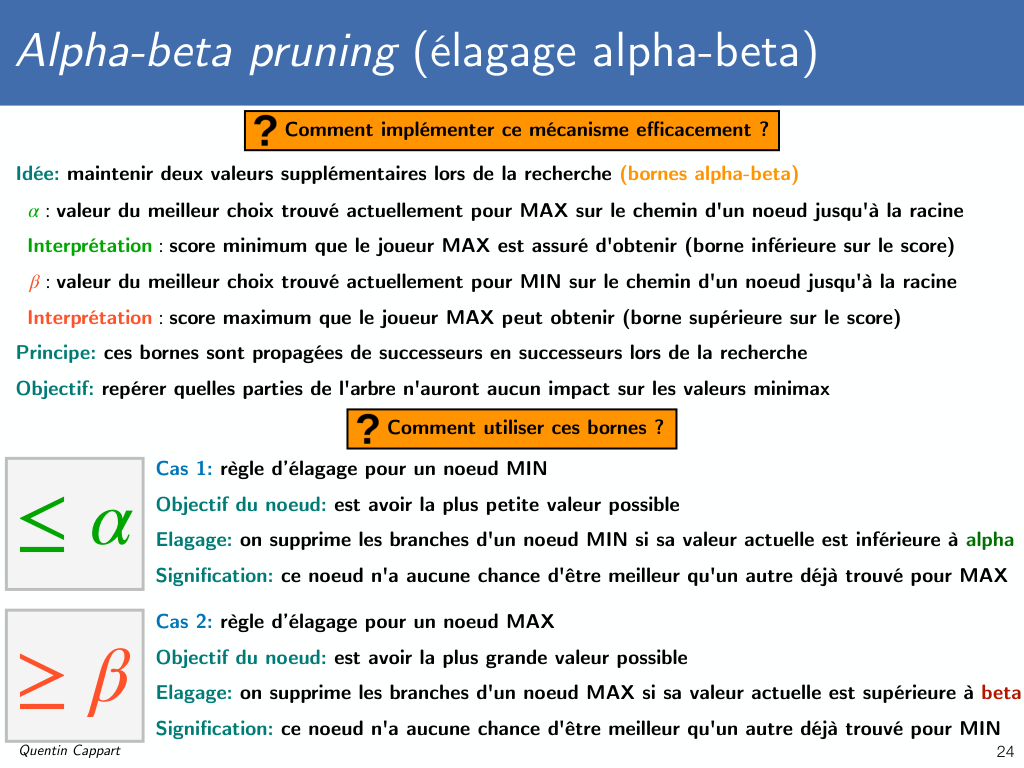 Alpha-beta pruning (élagage alpha-beta)
? Comment implémenter ce mécanisme efficacement ?
Idée: maintenir deux valeurs supplémentaires lors de la recherche (bornes alpha-beta)
α : valeur du meilleur choix trouvé actuellement pour MAX sur le chemin d'un noeud jusqu'à la racine
Interprétation : score minimum que le joueur MAX est assuré d'obtenir (borne inférieure sur le score)
β : valeur du meilleur choix trouvé actuellement pour MIN sur le chemin d'un noeud jusqu'à la racine
Interprétation : score maximum que le joueur MAX peut obtenir (borne supérieure sur le score)
Principe: ces bornes sont propagées de successeurs en successeurs lors de la recherche
Objectif: repérer quelles parties de l'arbre n'auront aucun impact sur les valeurs minimax
? Comment utiliser ces bornes ?
≤ α
Cas 1: règle d’élagage pour un noeud MIN
Objectif du noeud: est avoir la plus petite valeur possible
Elagage: on supprime les branches d'un noeud MIN si sa valeur actuelle est inférieure à alpha
Signification: ce noeud n'a aucune chance d'être meilleur qu'un autre déjà trouvé pour MAX
≥ β
Cas 2: règle d’élagage pour un noeud MAX
Objectif du noeud: est avoir la plus grande valeur possible
Elagage: on supprime les branches d'un noeud MAX si sa valeur actuelle est supérieure à beta
Signification: ce noeud n'a aucune chance d'être meilleur qu'un autre déjà trouvé pour MIN
Quentin Cappart
24